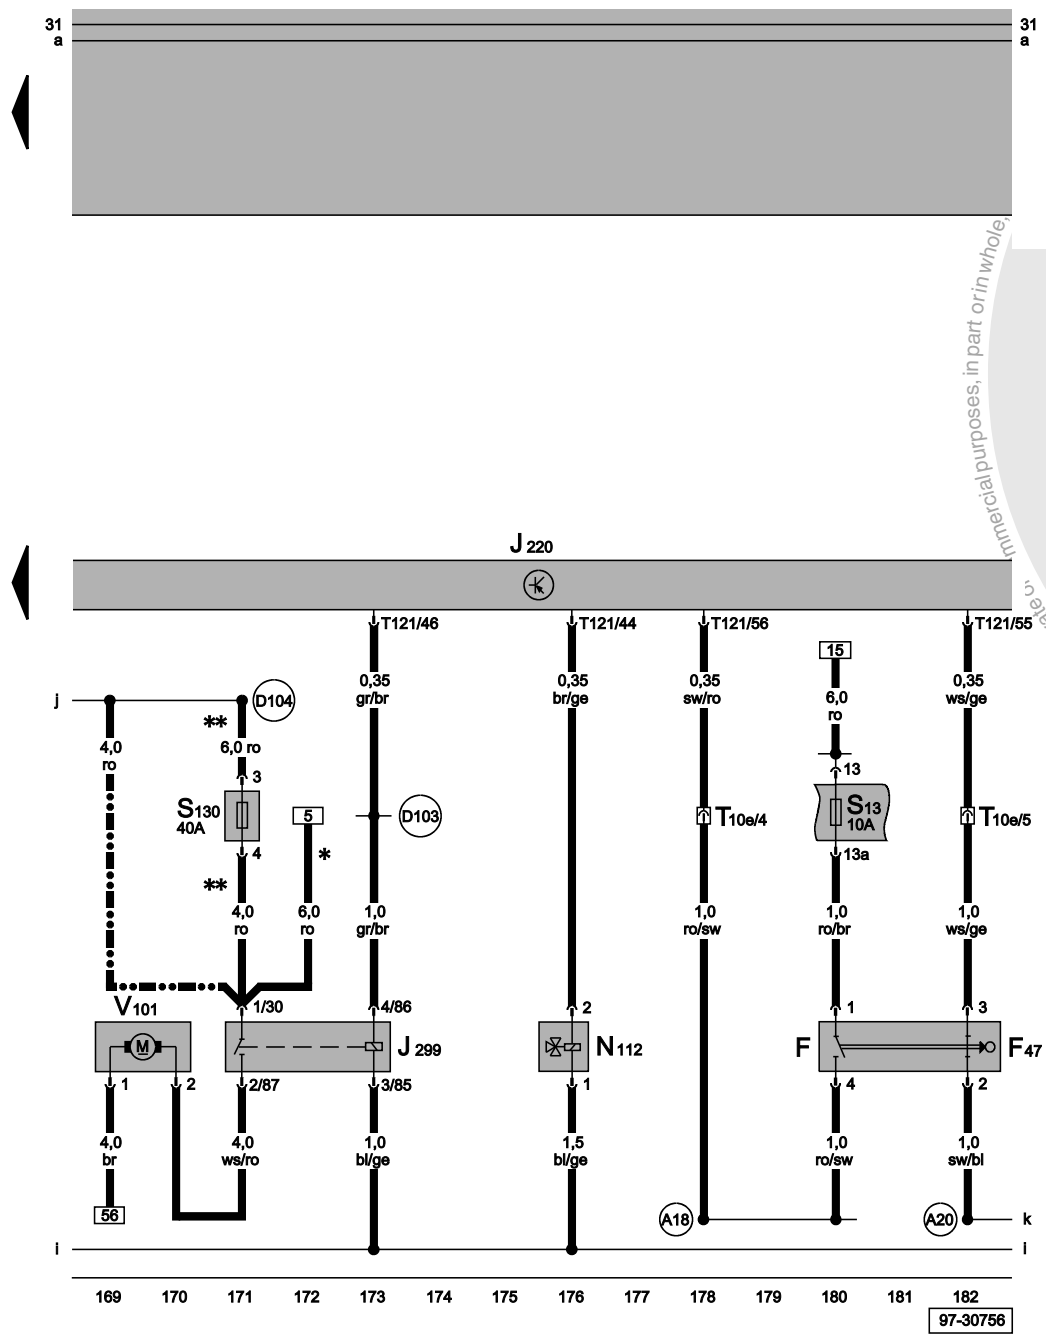 31
31
a
a
mmercial purposes, in part or in whole,
J 220
T121/46
T121/44
T121/56
T121/55
15
0,35
gr/br
0,35
br/ge
0,35
sw/ro
6,0
ro
0,35
ws/ge
j
D104
**
4,0
ro
6,0 ro
3
13
S130
40A
5
D103
T10e/4
S13
10A
T10e/5
4
*
13a
**
4,0
ro
6,0
ro
1,0
gr/br
1,0
ro/sw
1,0
ro/br
1,0
ws/ge
V101
1/30
4/86
2
1
3
M
J 299
N112
F
F47
1
2
2/87
3/85
1
4
2
4,0
br
4,0
ws/ro
1,0
bl/ge
1,5
bl/ge
1,0
ro/sw
1,0
sw/bl
56
A18
A20
k
i
i
169 170 171 172 173 174 175 176 177 178 179 180 181 182
97-30756